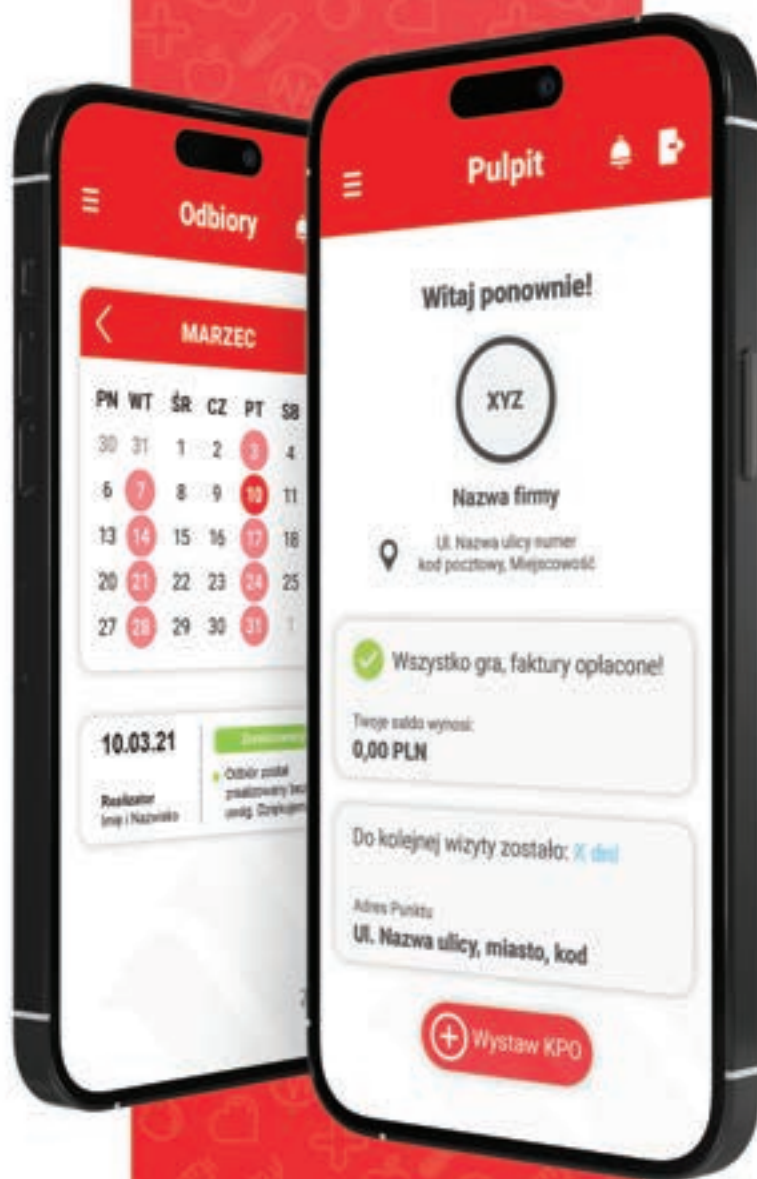 Odbiory
MARZEC
PN WT ŚR CZ PT SB
30 31 1 2 3 4
6 7 8 9 10 11
13 14 15 16 17 18
20 21 22 23 24 25
27 28 29 30 31 1
10.03.21
Realizator
Imię i Nazwisko
Odbiór został
zrealizowany bez
uwag. Dziękujem
Pulpit
Witaj ponownie!
XYZ
Nazwa firmy
Ul. Nazwa ulicy numer
kod pocztowy, Miejscowość
Wszystko gra, faktury opłacone!
Twoje saldo wynosi:
0,00 PLN
Do kolejnej wizyty zostało: X dni
Adres Punktu
Ul. Nazwa ulicy, miasto, kod
Wystaw KPO